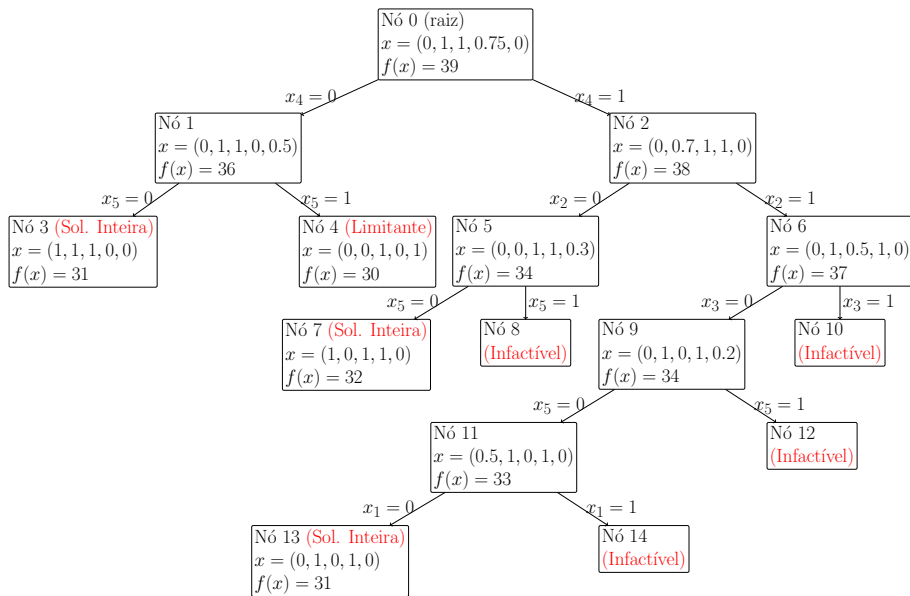 Nó 0 (raiz)
x = (0, 1, 1, 0.75, 0)
f(x) = 39
x₄ = 0
x₄ = 1
Nó 1
x = (0, 1, 1, 0, 0.5)
f(x) = 36
Nó 2
x = (0, 0.7, 1, 1, 0)
f(x) = 38
x₅ = 0
x₅ = 1
x₂ = 0
x₂ = 1
Nó 3 (Sol. Inteira)
x = (1, 1, 1, 0, 0)
f(x) = 31
Nó 4 (Limitante)
x = (0, 0, 1, 0, 1)
f(x) = 30
Nó 5
x = (0, 0, 1, 1, 0.3)
f(x) = 34
Nó 6
x = (0, 1, 0.5, 1, 0)
f(x) = 37
x₅ = 0
x₅ = 1
x₃ = 0
x₃ = 1
Nó 7 (Sol. Inteira)
x = (1, 0, 1, 1, 0)
f(x) = 32
Nó 8
(Infactível)
Nó 9
x = (0, 1, 0, 1, 0.2)
f(x) = 34
Nó 10
(Infactível)
x₅ = 0
x₅ = 1
Nó 11
x = (0.5, 1, 0, 1, 0)
f(x) = 33
Nó 12
(Infactível)
x₁ = 0
x₁ = 1
Nó 13 (Sol. Inteira)
x = (0, 1, 0, 1, 0)
f(x) = 31
Nó 14
(Infactível)